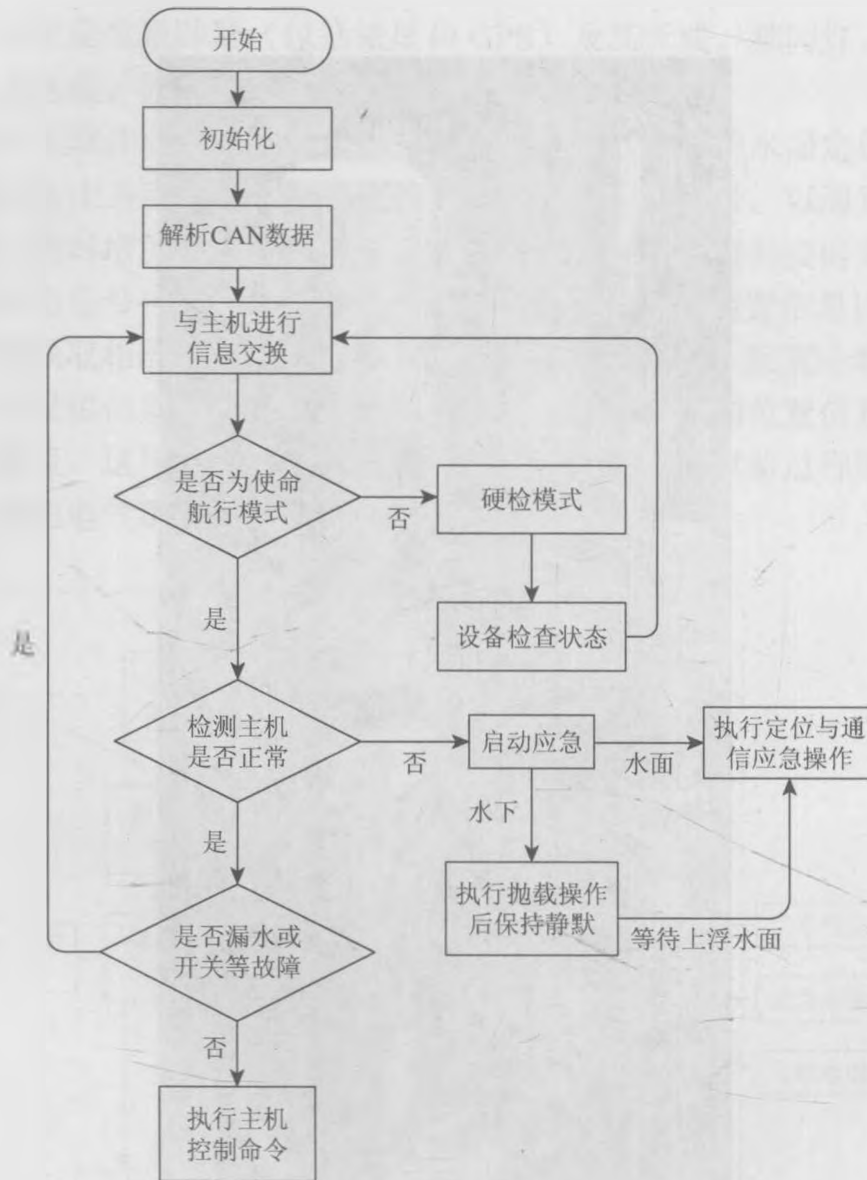 开始
初始化
解析CAN数据
与主机进行
信息交换
是否为使命
航行模式
否
硬检模式
是
设备检查状态
是
检测主机
是否正常
否
启动应急
水面
执行定位与通
信应急操作
水下
是
执行抛载操作
后保持静默
等待上浮水面
是否漏水或
开关等故障
否
执行主机
控制命令